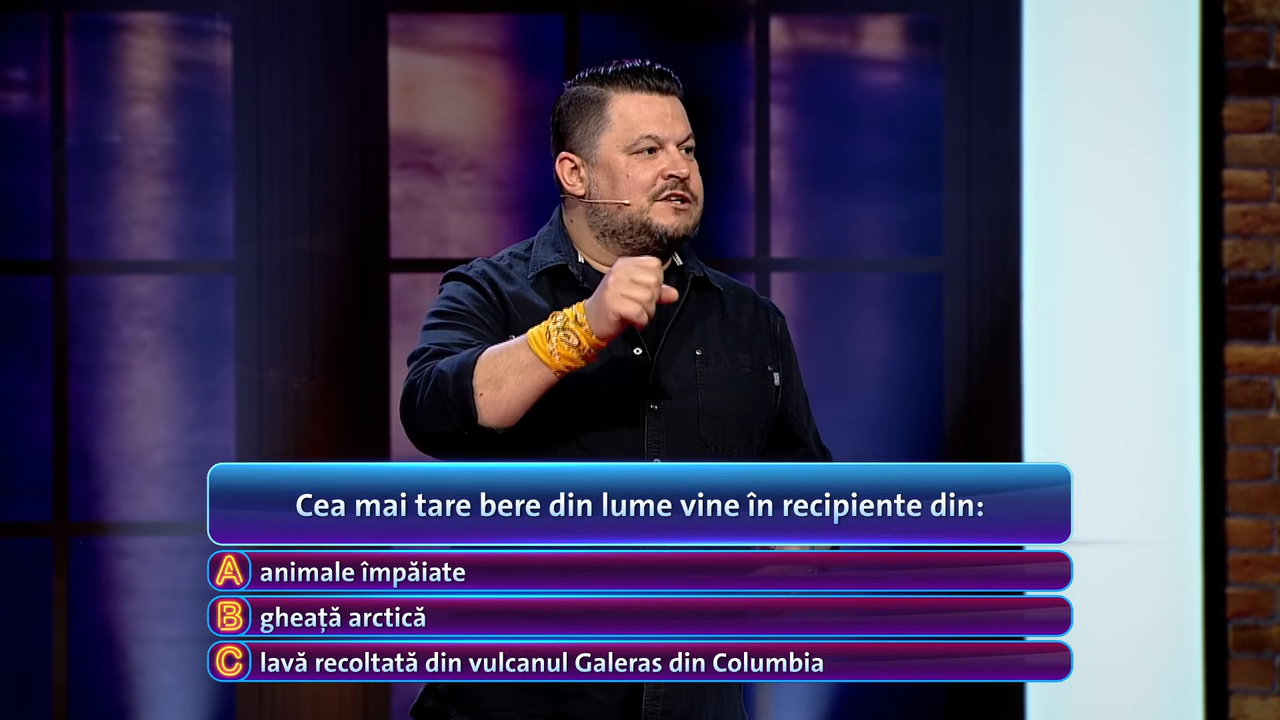 Cea mai tare bere din lume vine în recipiente din:
A animale împăiate
B gheață arctică
C lavă recoltată din vulcanul Galeras din Columbia